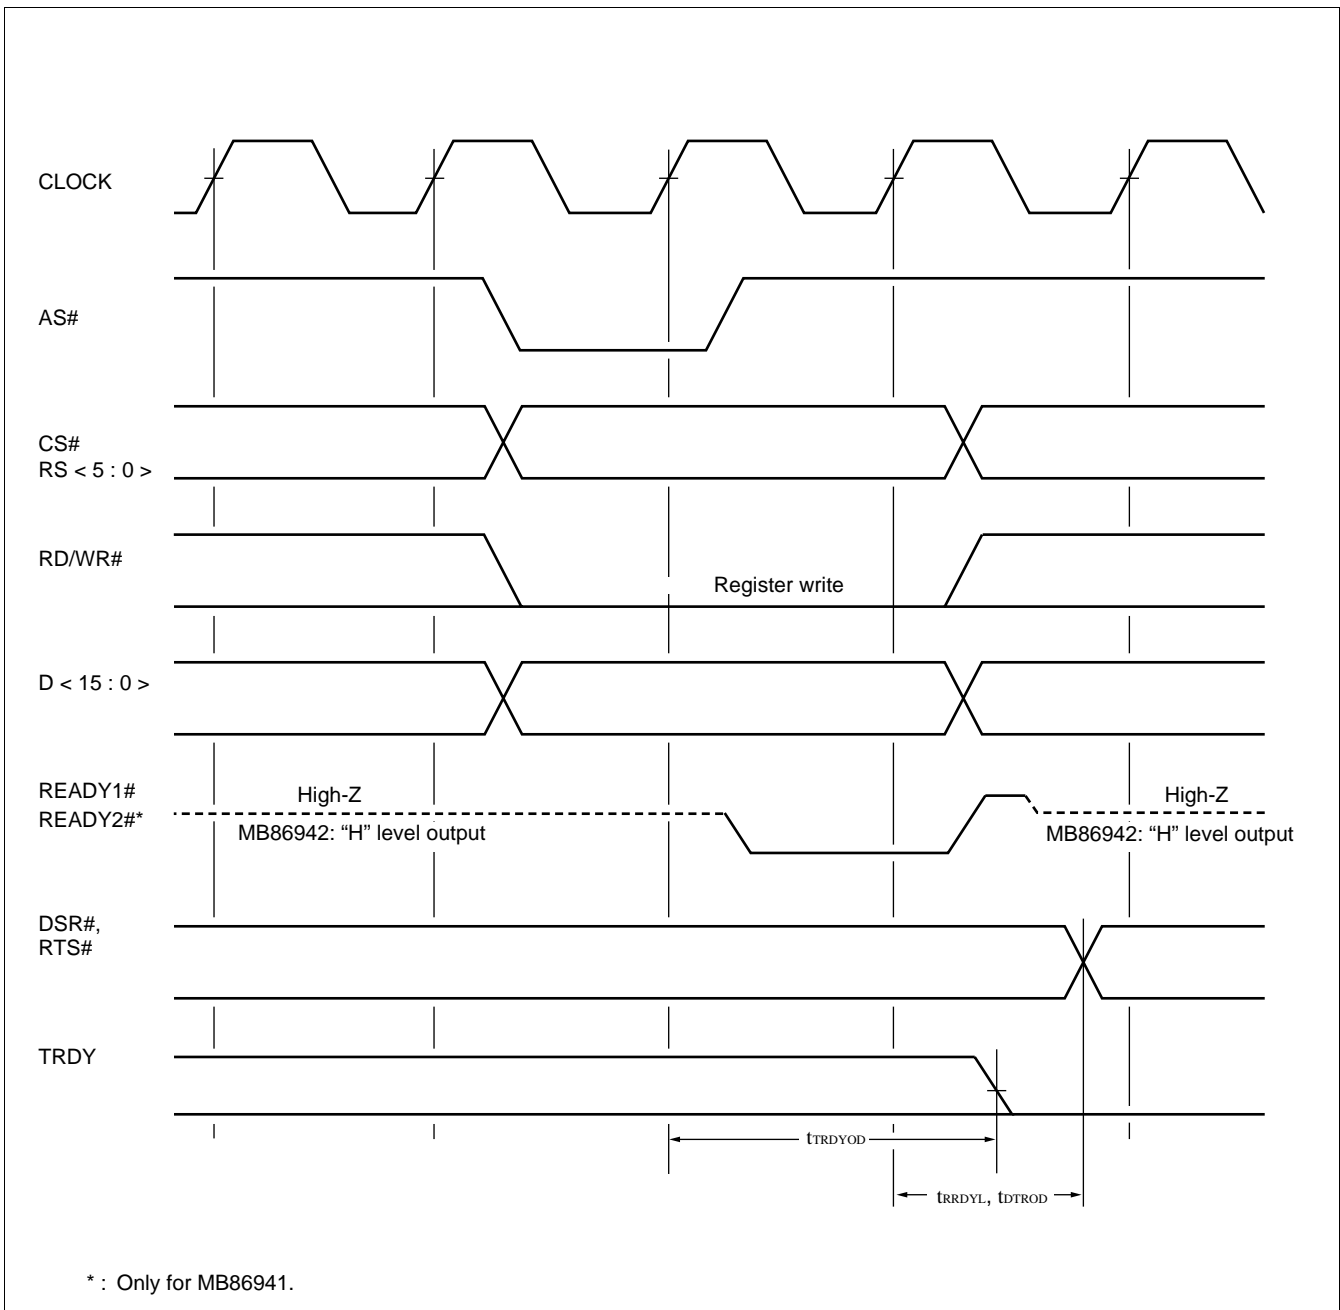 CLOCK
AS#
CS#
RS < 5 : 0 >
RD/WR#
Register write
D < 15 : 0 >
READY1#
READY2#*
High-Z
MB86942: “H” level output
High-Z
MB86942: “H” level output
DSR#,
RTS#
TRDY
tTRDYOD
tRRDYL, tDTROD
* : Only for MB86941.